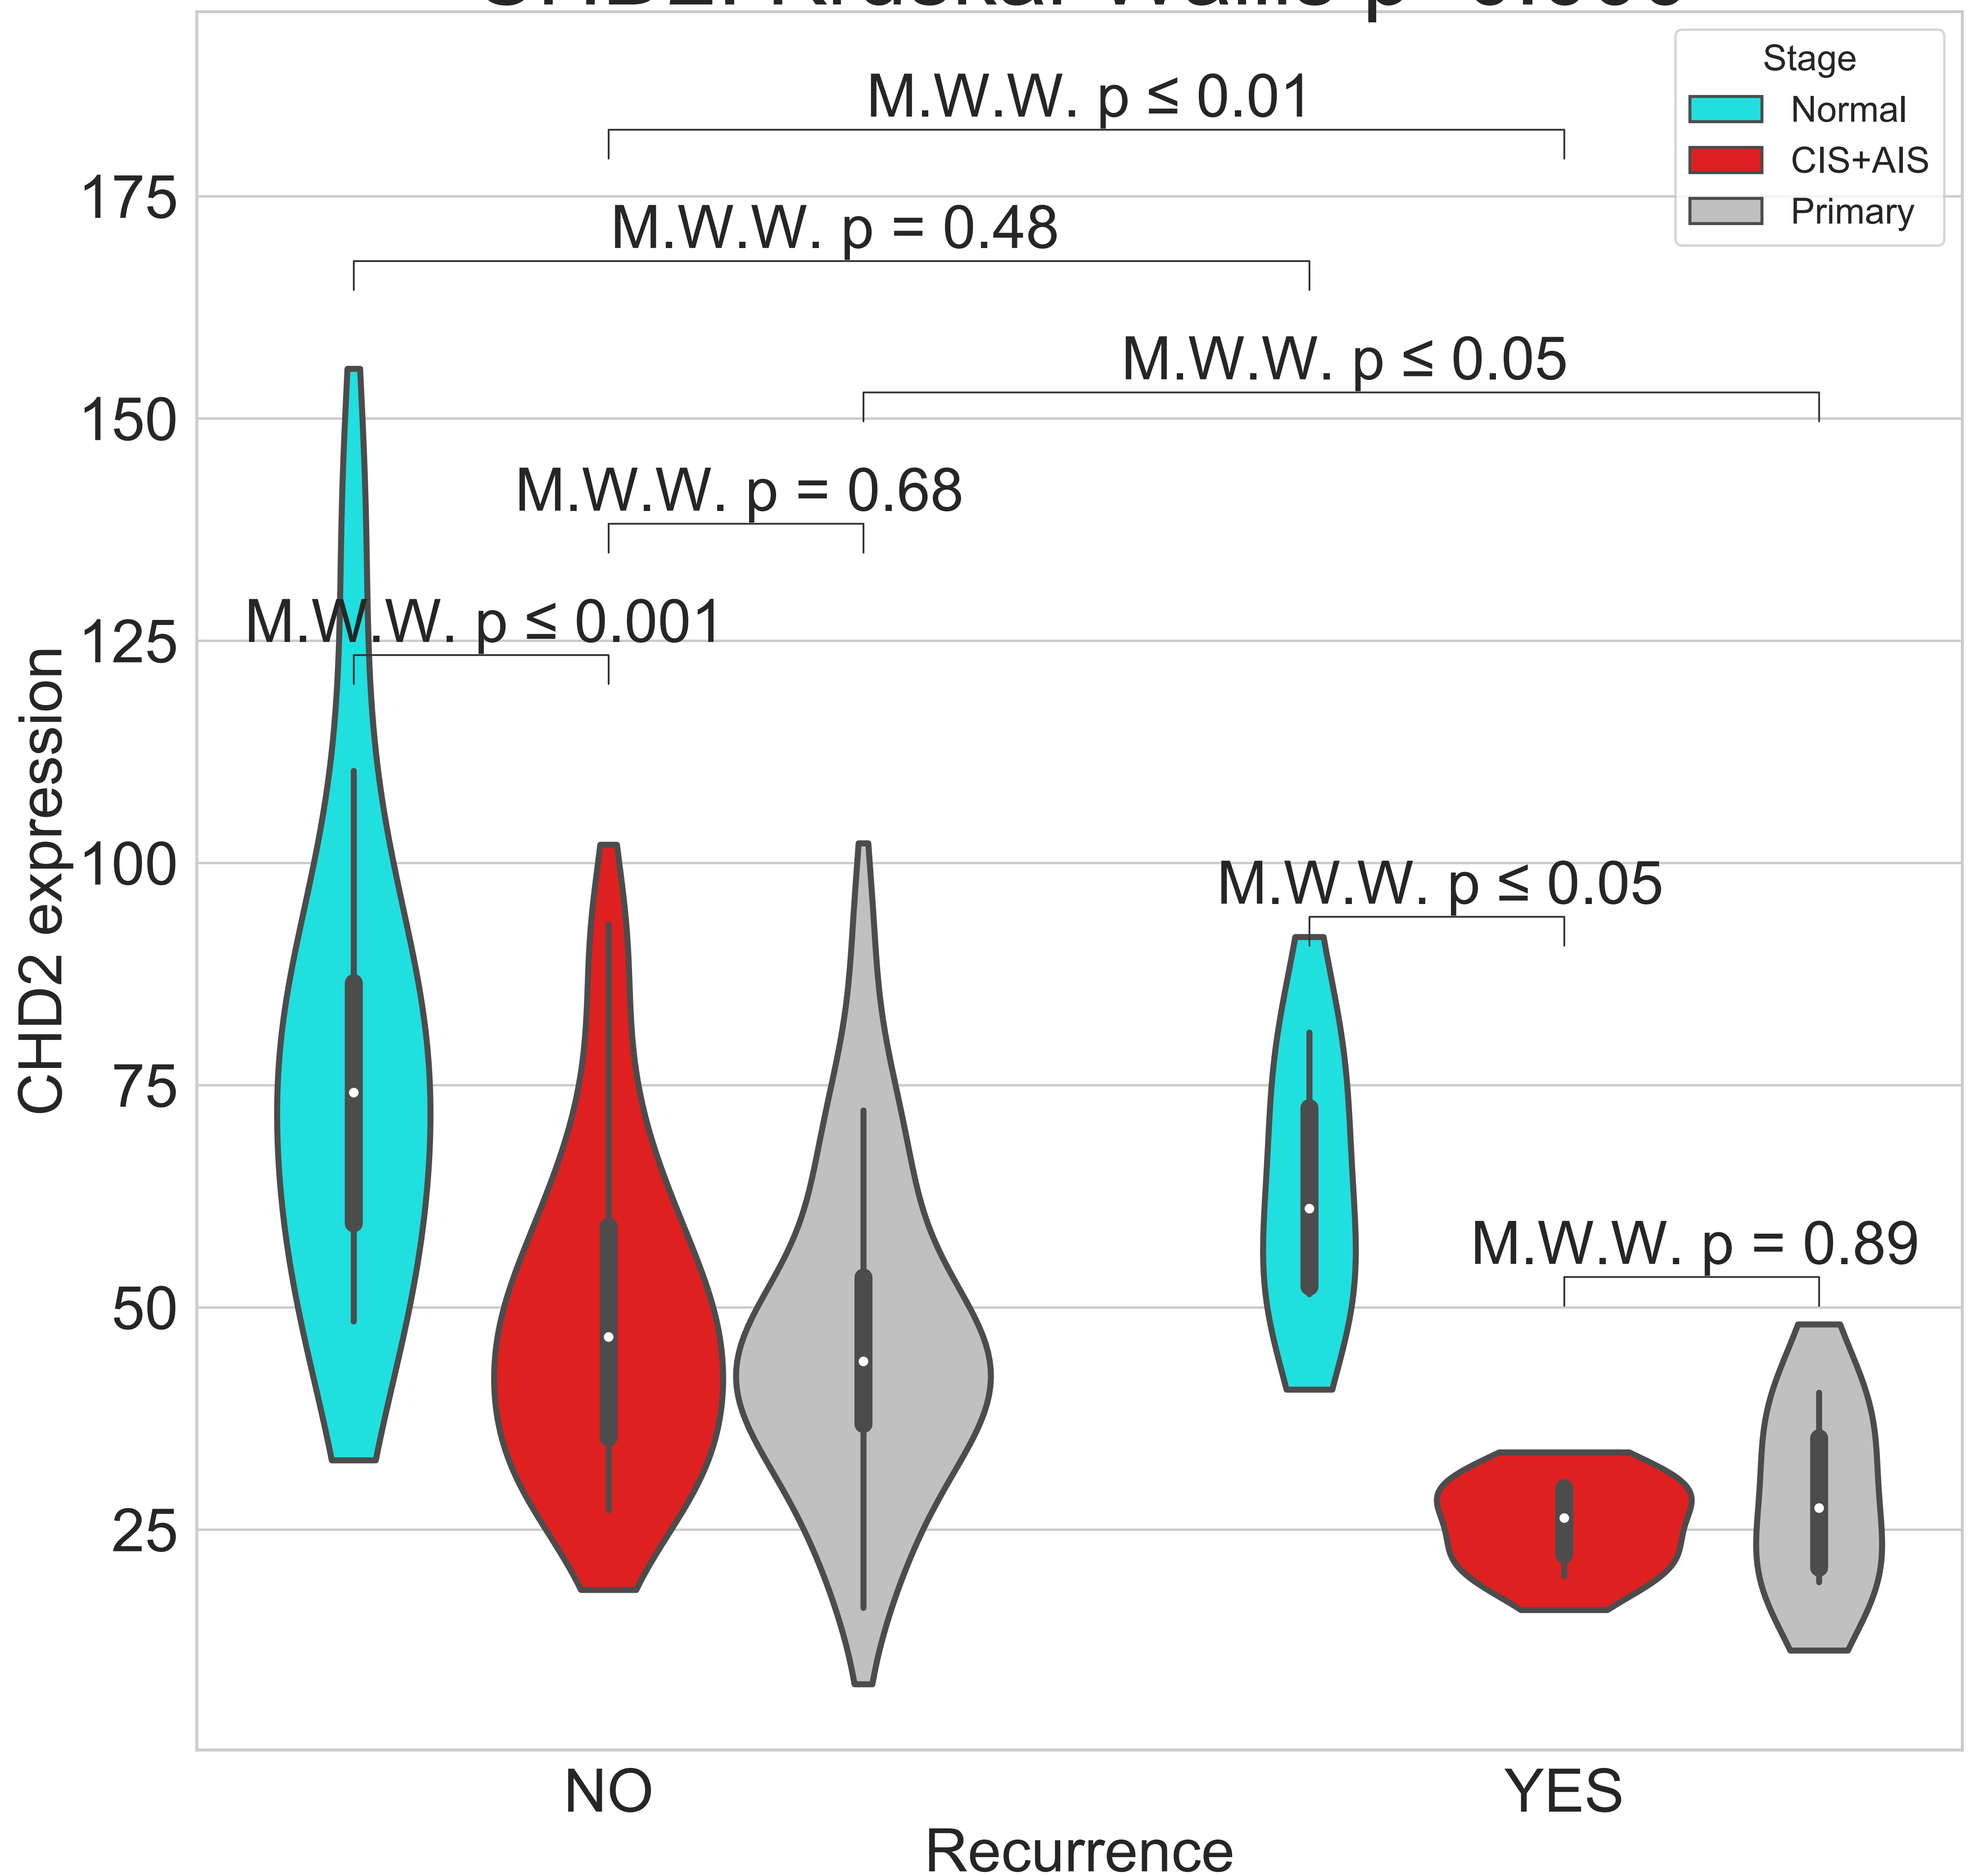 Stage
Normal
CIS+AIS
Primary
M.W.W. p ≤ 0.01
M.W.W. p = 0.48
M.W.W. p ≤ 0.05
M.W.W. p = 0.68
M.W.W. p ≤ 0.001
M.W.W. p ≤ 0.05
M.W.W. p = 0.89
CHD2 expression
175
150
125
100
75
50
25
NO
YES
Recurrence